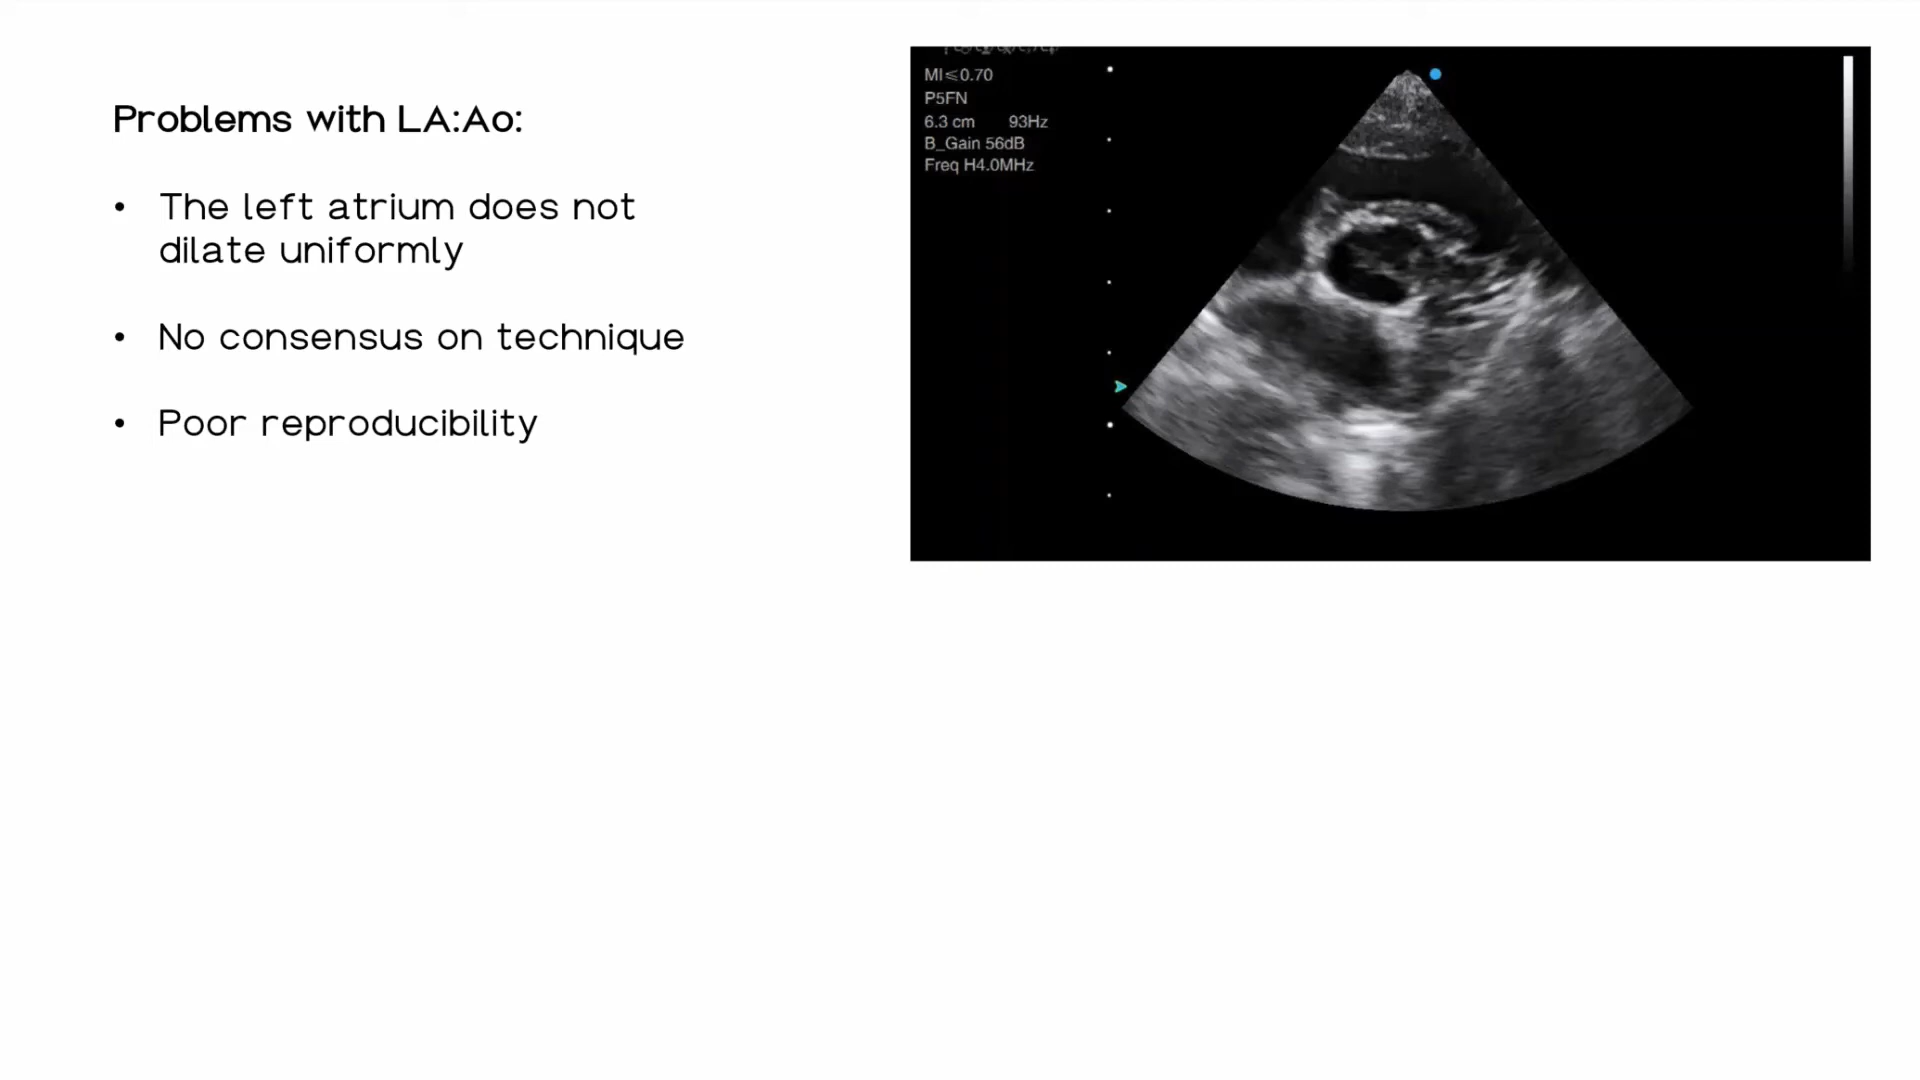 Problems with LA:Ao:
• The left atrium does not
dilate uniformly
• No consensus on technique
• Poor reproducibility
MI≤0.70
P5FN
6.3 cm 93Hz
B_Gain 56dB
Freq H4.0MHz